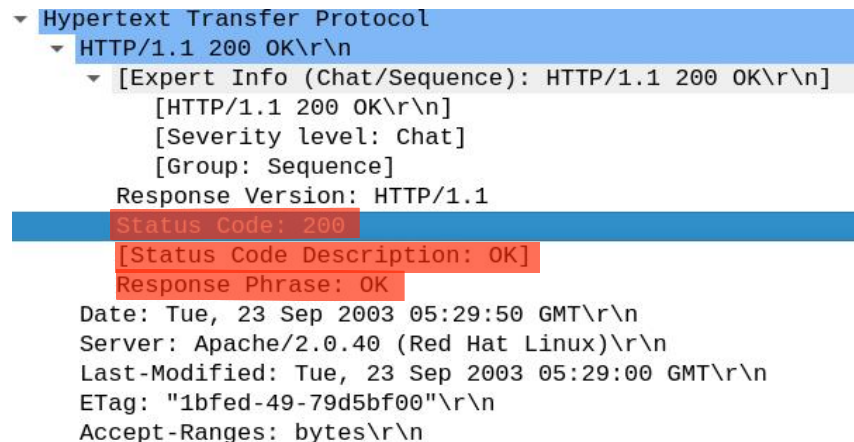 Hypertext Transfer Protocol
HTTP/1.1 200 OK\r\n
[Expert Info (Chat/Sequence): HTTP/1.1 200 OK\r\n]
[HTTP/1.1 200 OK\r\n]
[Severity level: Chat]
[Group: Sequence]
Response Version: HTTP/1.1
Status Code: 200
[Status Code Description: OK]
Response Phrase: OK
Date: Tue, 23 Sep 2003 05:29:50 GMT\r\n
Server: Apache/2.0.40 (Red Hat Linux)\r\n
Last-Modified: Tue, 23 Sep 2003 05:29:00 GMT\r\n
ETag: "1bfed-49-79d5bf00"\r\n
Accept-Ranges: bytes\r\n